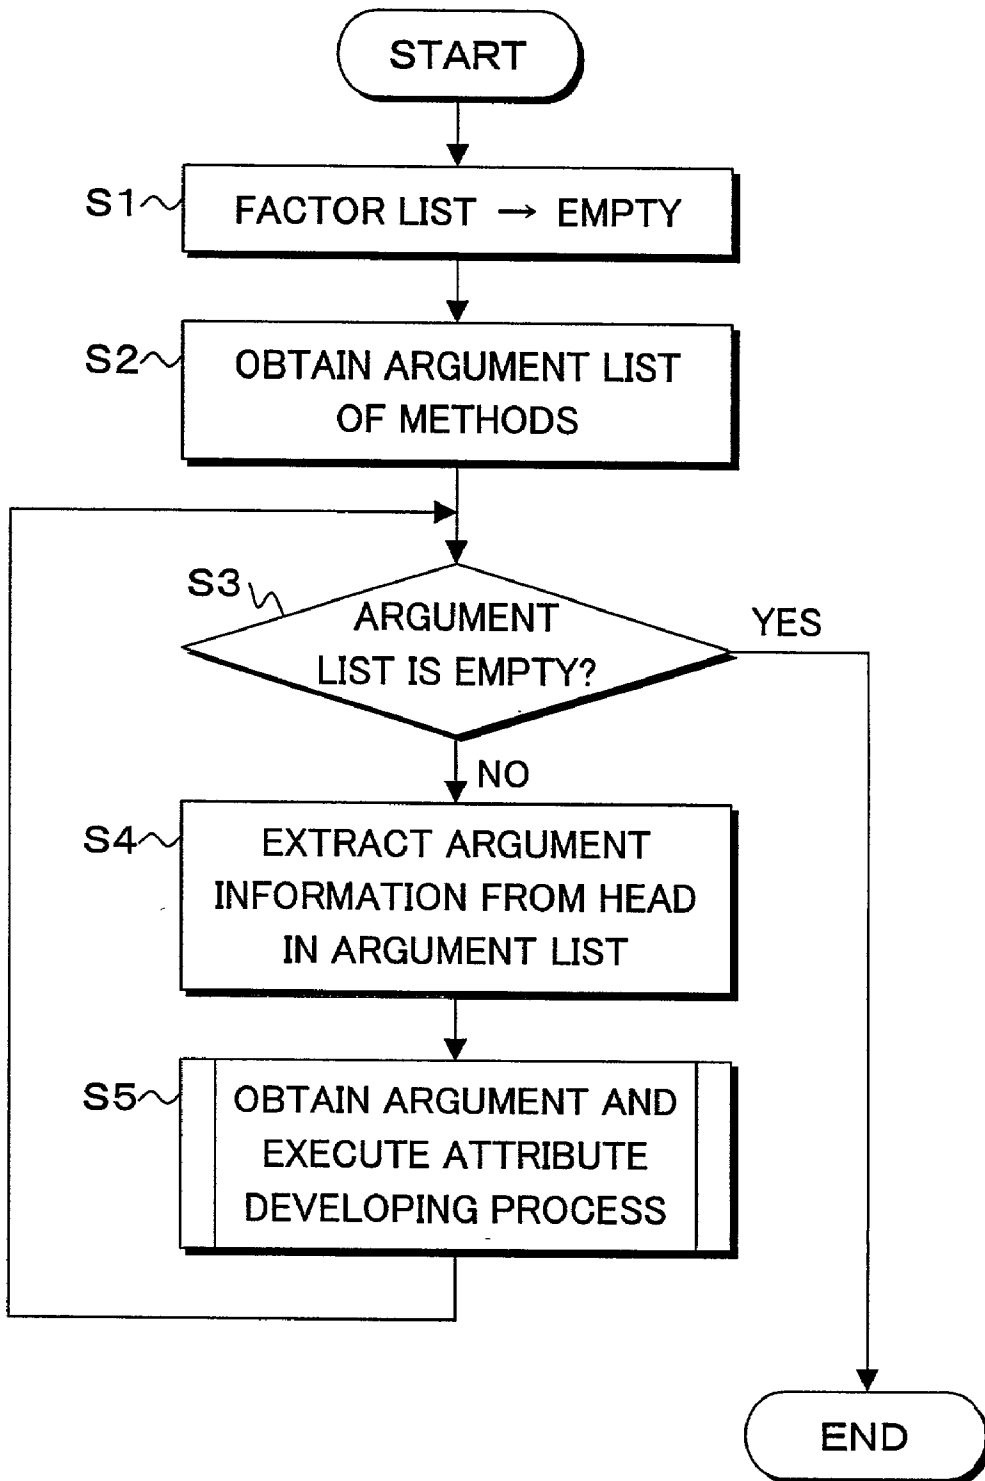 START
S1
FACTOR LIST → EMPTY
S2
OBTAIN ARGUMENT LIST
OF METHODS
S3
ARGUMENT
LIST IS EMPTY?
YES
NO
S4
EXTRACT ARGUMENT
INFORMATION FROM HEAD
IN ARGUMENT LIST
S5
OBTAIN ARGUMENT AND
EXECUTE ATTRIBUTE
DEVELOPING PROCESS
END